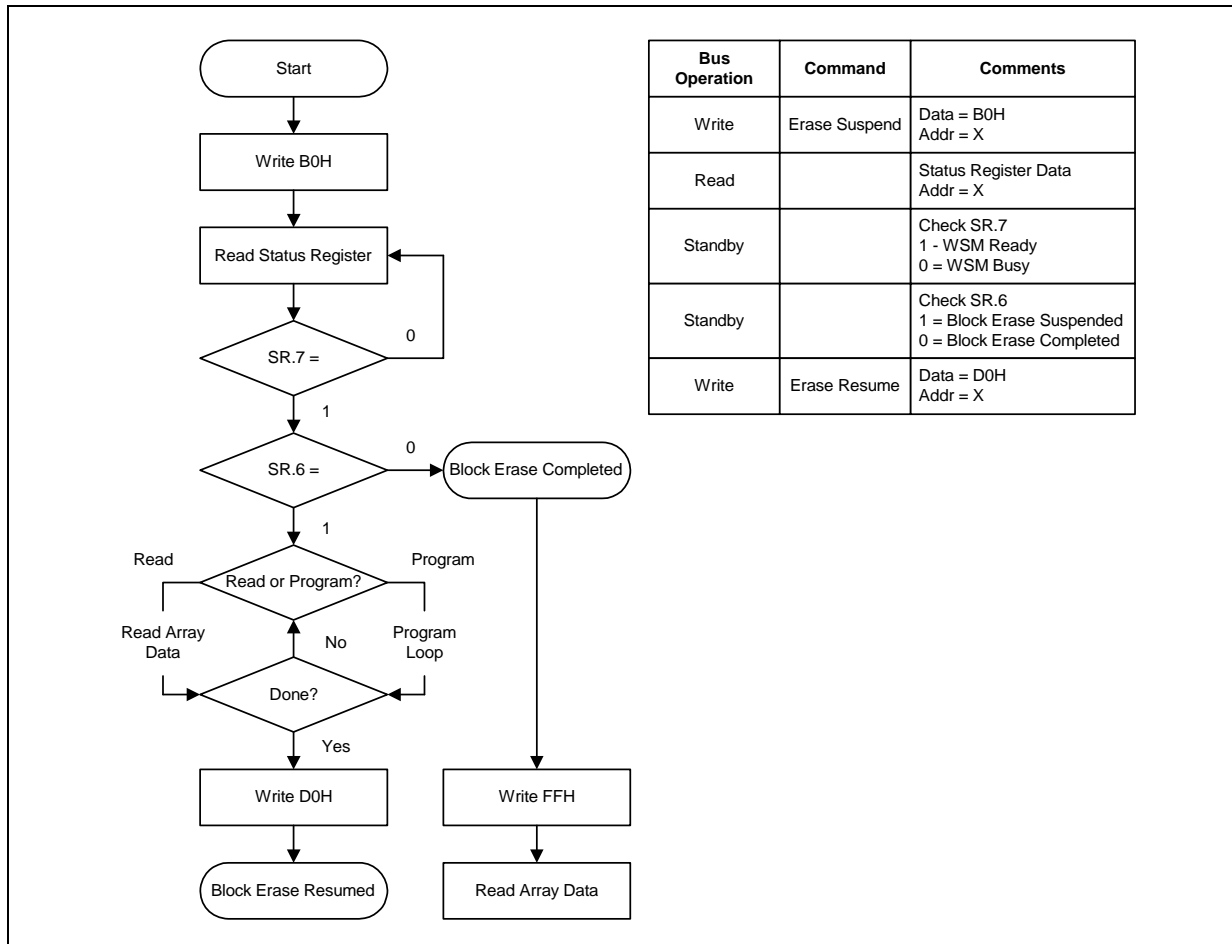 Start
Write B0H
Read Status Register
0
SR.7 =
1
0
SR.6 =
Block Erase Completed
1
Read
Program
Read or Program?
Read Array
Data
No
Program
Loop
Done?
Yes
Write D0H
Write FFH
Block Erase Resumed
Read Array Data
Bus
Operation
Command
Comments
Write
Erase Suspend
Data = B0H
Addr = X
Read
Status Register Data
Addr = X
Standby
Check SR.7
1 - WSM Ready
0 = WSM Busy
Standby
Check SR.6
1 = Block Erase Suspended
0 = Block Erase Completed
Write
Erase Resume
Data = D0H
Addr = X